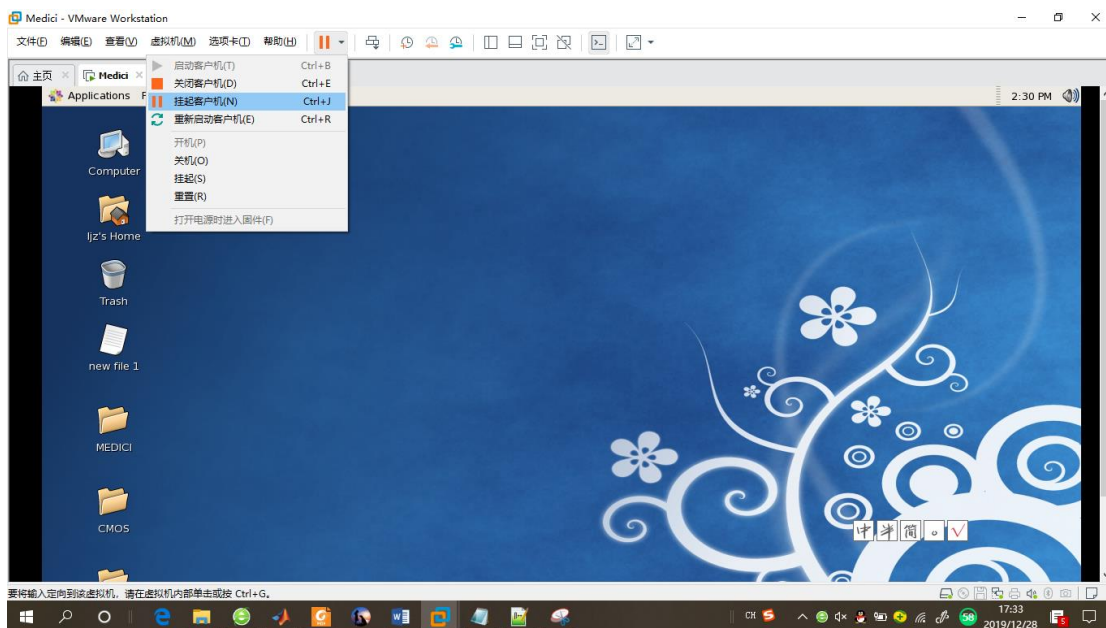 Medici - VMware Workstation
文件(F) 编辑(E) 查看(V) 虚拟机(M) 选项卡(T) 帮助(H)
主页 Medici
启动客户机(T) Ctrl+B
关闭客户机(D) Ctrl+E
挂起客户机(N) Ctrl+J
重新启动客户机(E) Ctrl+R
开机(P)
关机(O)
挂起(S)
重置(R)
打开电源时进入固件(F)
Applications P
2:30 PM
Computer
ljz's Home
Trash
new file 1
MEDICI
CMOS
中 半 简 。 √
要将输入定向到该虚拟机，请在虚拟机内部单击或按 Ctrl+G。
CH
58
17:33
2019/12/28
5